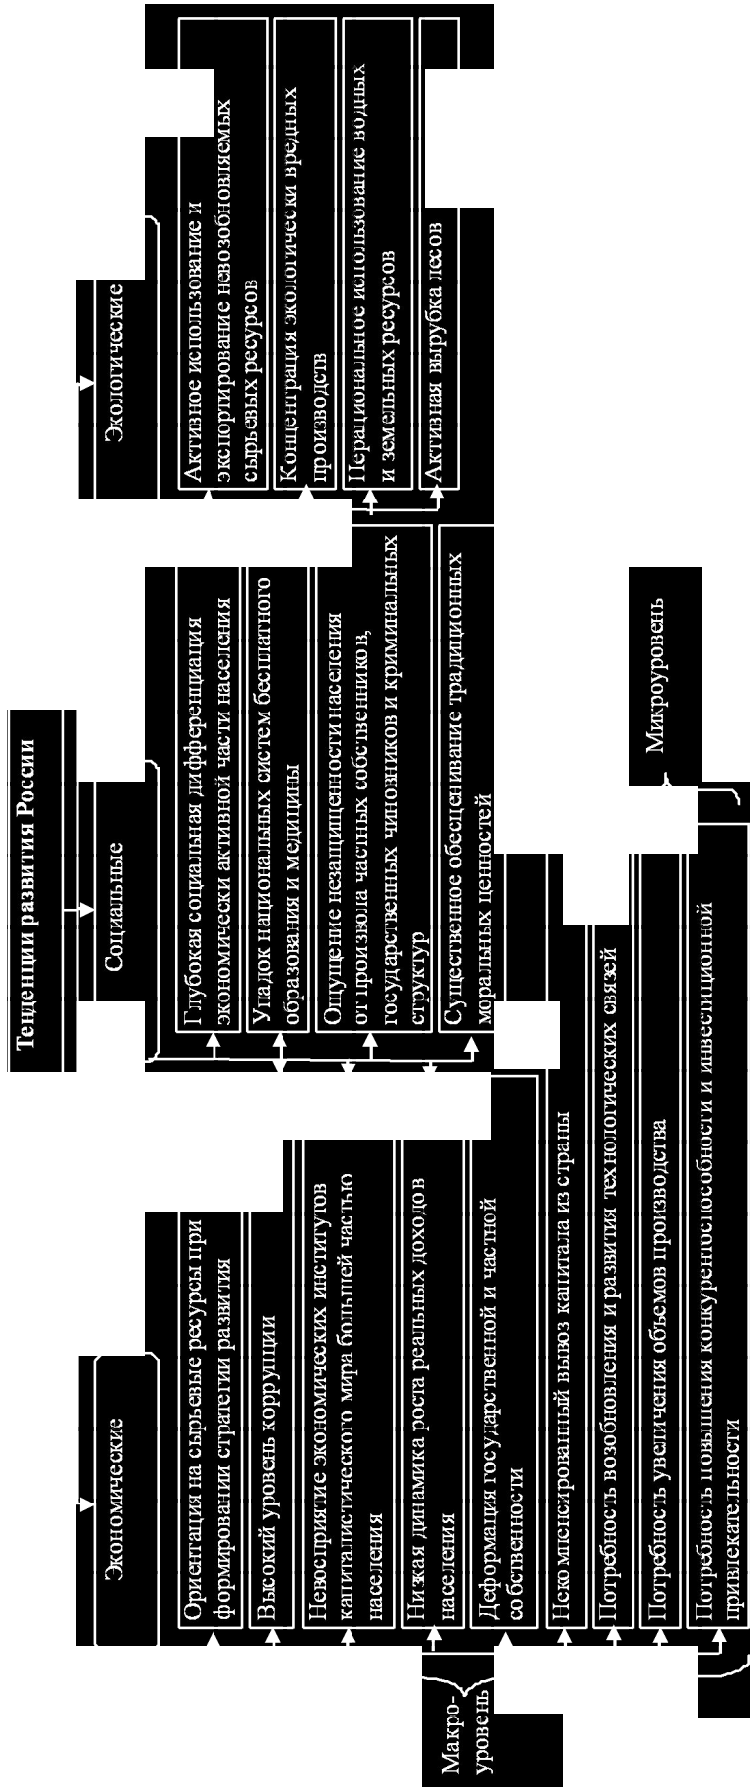 Тенденции развития России
Экономические
Социальные
Экологические
Ориентация на сырьевые ресурсы при
формировании стратегии развития
Высокий уровень коррупции
Невосприятие экономических институтов
капиталистического мира большей частью
населения
Низкая динамика роста реальных доходов
населения
Деформация государственной и частной
собственности
Некомпенсированный вывоз капитала из страны
Потребность возобновления и развития технологических связей
Потребность увеличения объемов производства
Потребность повышения конкурентоспособности и инвестиционной
привлекательности
Макро-
уровень
Микроуровень
Глубокая социальная дифференциация
экономически активной части населения
Упадок национальных систем бесплатного
образования и медицины
Ощущение незащищенности населения
от произвола частных собственников,
государственных чиновников и криминальных
структур
Существенное обесценивание традиционных
моральных ценностей
Активное использование и
экспортирование невозобновляемых
сырьевых ресурсов
Концентрация экологически вредных
производств
Нерациональное использование водных
и земельных ресурсов
Активная вырубка лесов